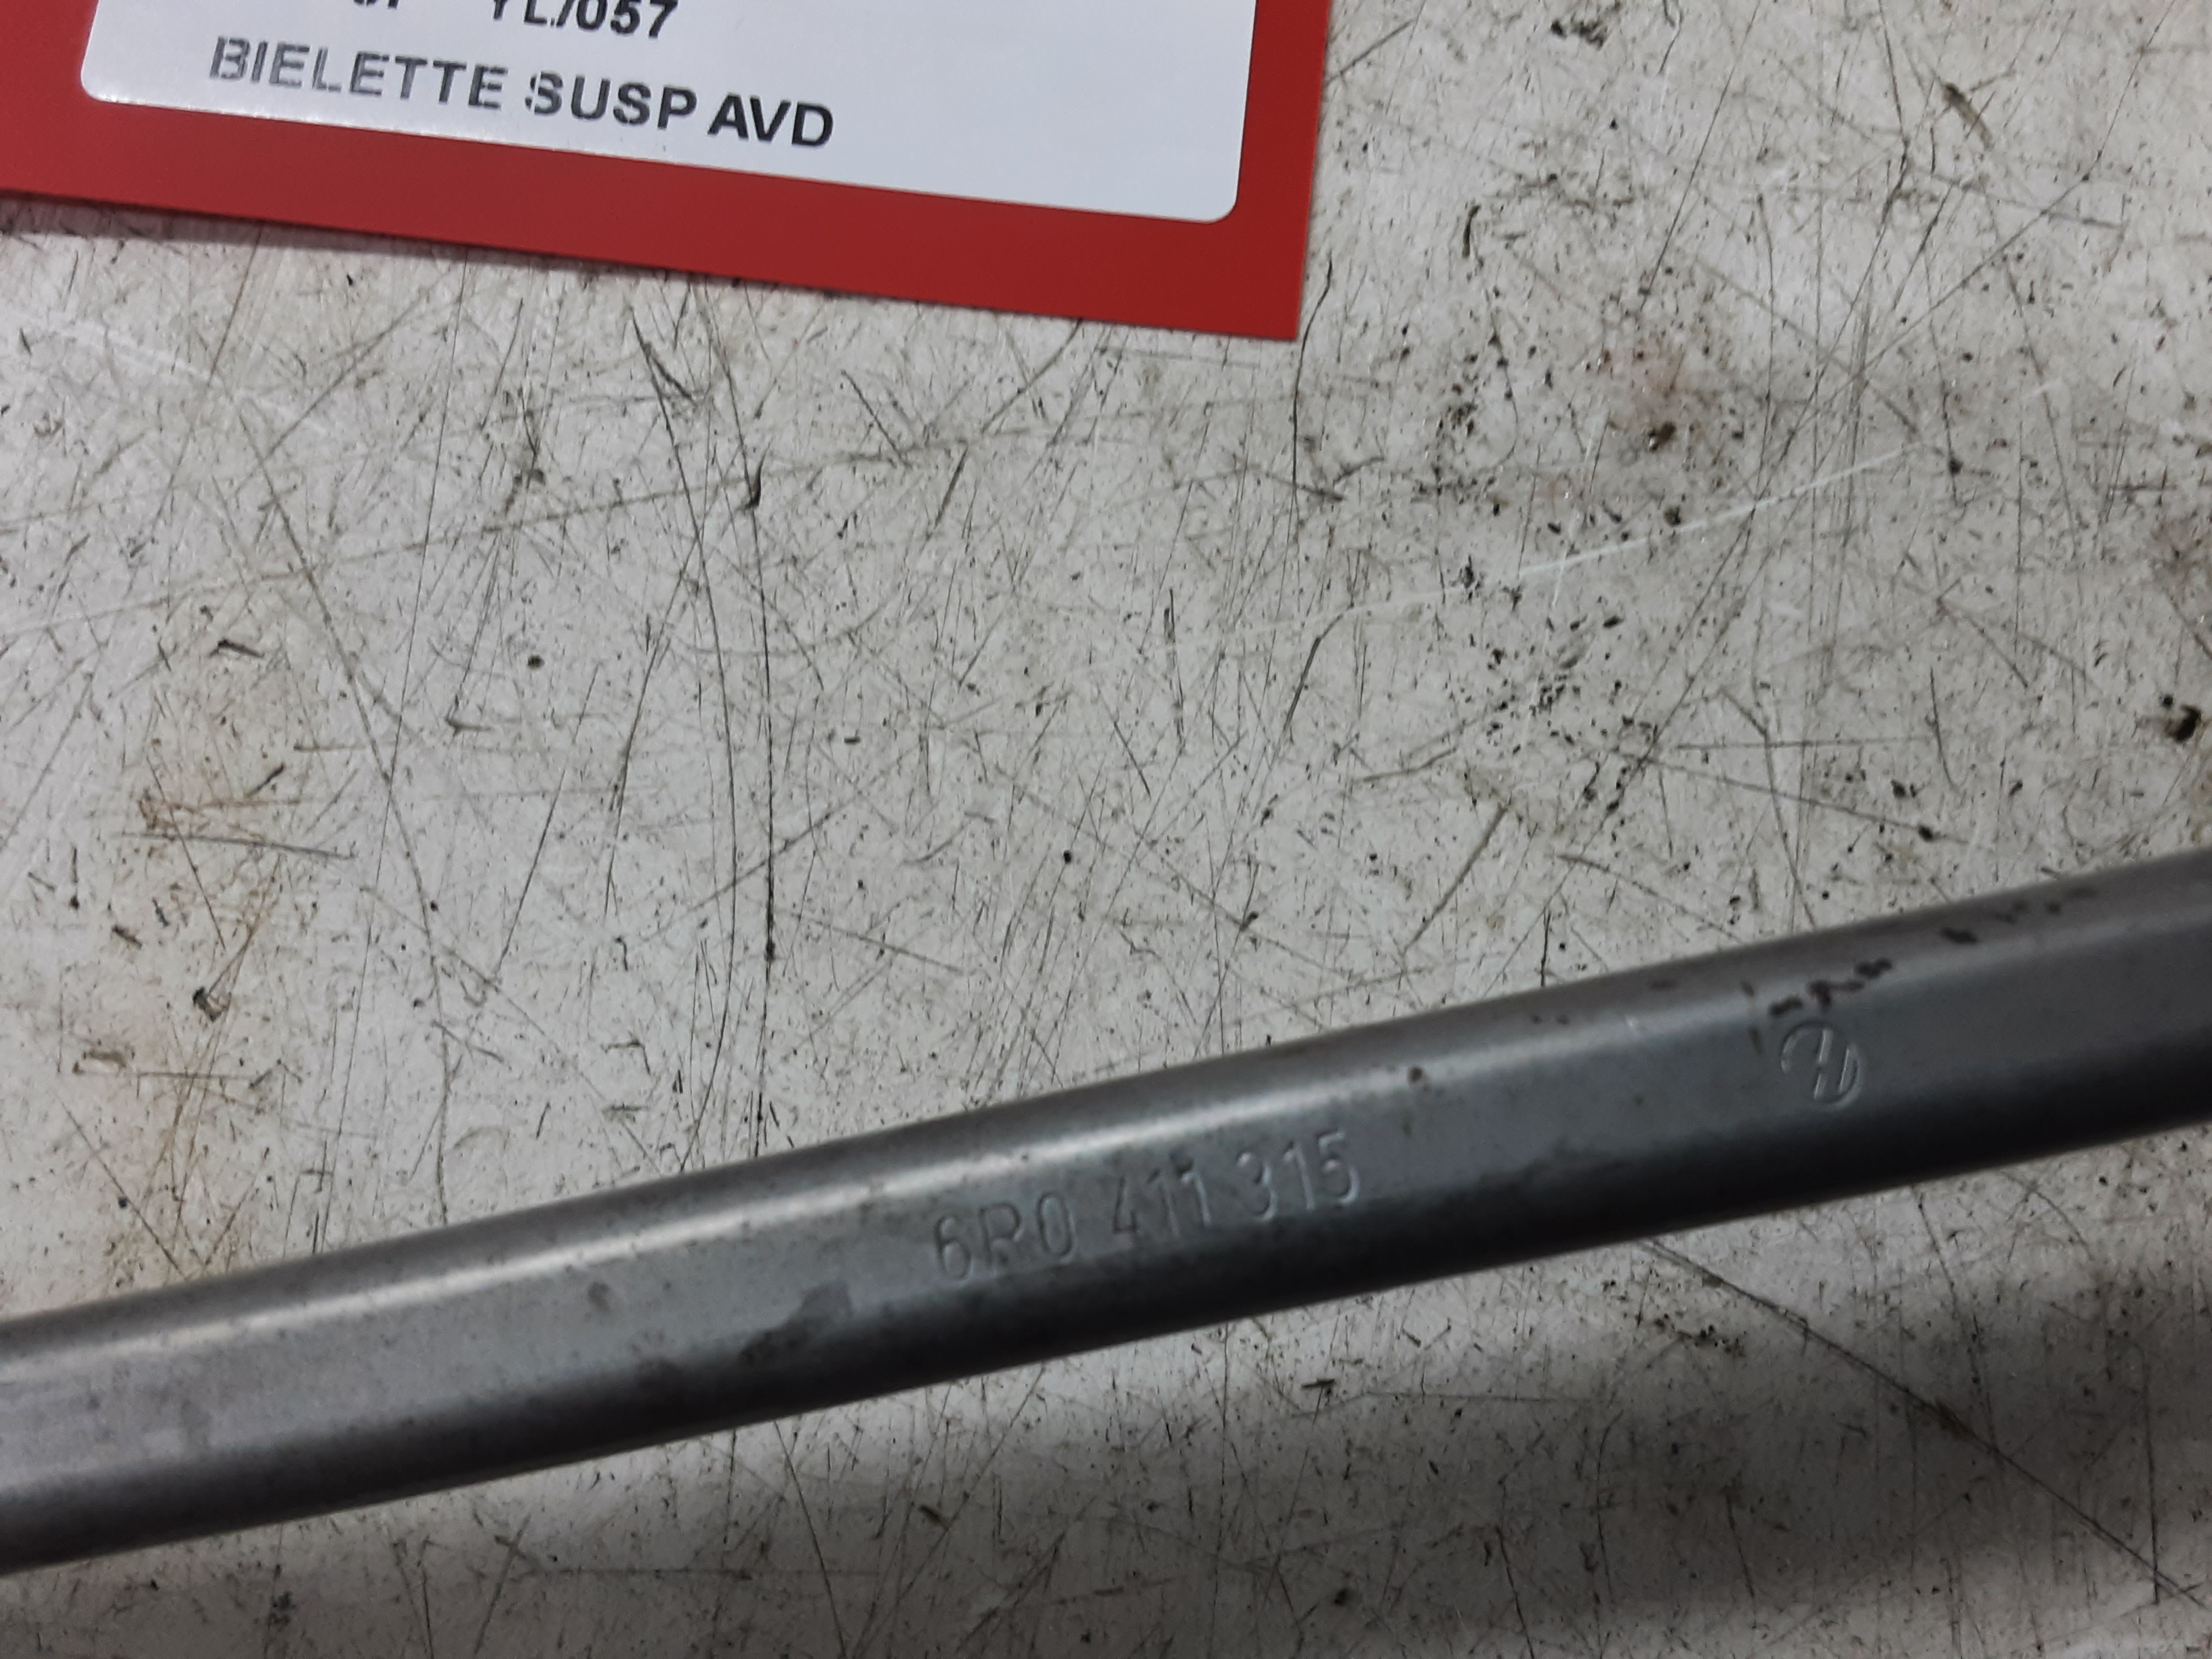 YL/057
BIELETTE SUSP AVD
6R0 411 315